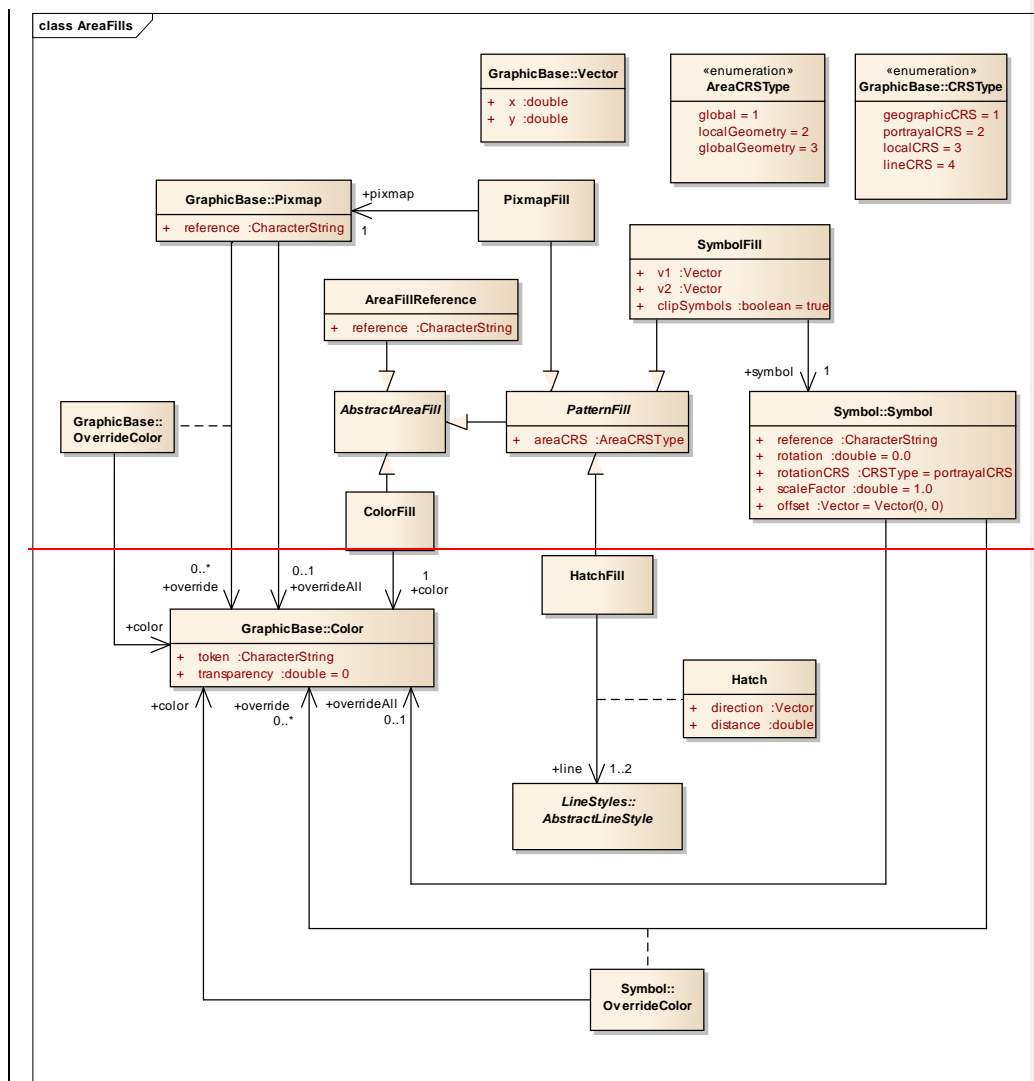 class AreaFills
GraphicBase::Vector
+ x :double
+ y :double
«enumeration»
AreaCRSType
global = 1
localGeometry = 2
globalGeometry = 3
«enumeration»
GraphicBase::CRSType
geographicCRS = 1
portrayalCRS = 2
localCRS = 3
lineCRS = 4
GraphicBase::Pixmap
+ reference :CharacterString
+pixmap
1
PixmapFill
SymbolFill
+ v1 :Vector
+ v2 :Vector
+ clipSymbols :boolean = true
AreaFillReference
+ reference :CharacterString
+symbol
1
GraphicBase::
OverrideColor
AbstractAreaFill
PatternFill
+ areaCRS :AreaCRSType
Symbol::Symbol
+ reference :CharacterString
+ rotation :double = 0.0
+ rotationCRS :CRSType = portrayalCRS
+ scaleFactor :double = 1.0
+ offset :Vector = Vector(0, 0)
ColorFill
HatchFill
0..*
+override
0..1
+overrideAll
1
+color
+color
GraphicBase::Color
+ token :CharacterString
+ transparency :double = 0
+color
+override
0..*
+overrideAll
0..1
Hatch
+ direction :Vector
+ distance :double
+line
1..2
LineStyles::
AbstractLineStyle
Symbol::
OverrideColor